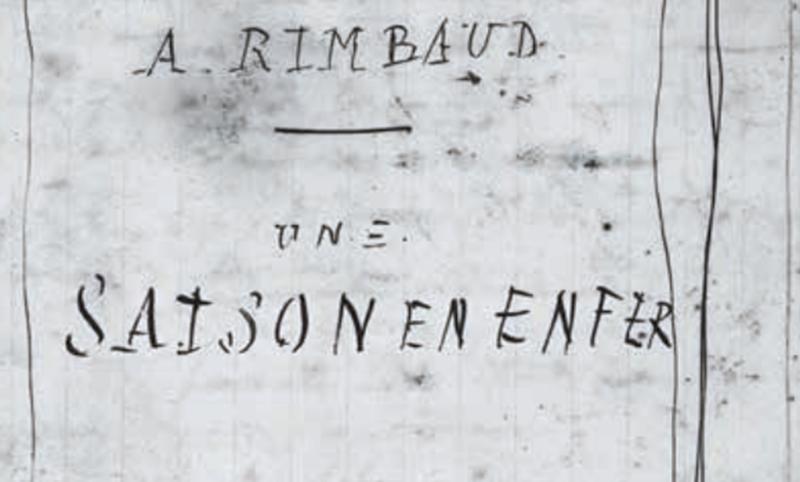 A. RIMBAUD.
UNE.
SAISON EN ENFER